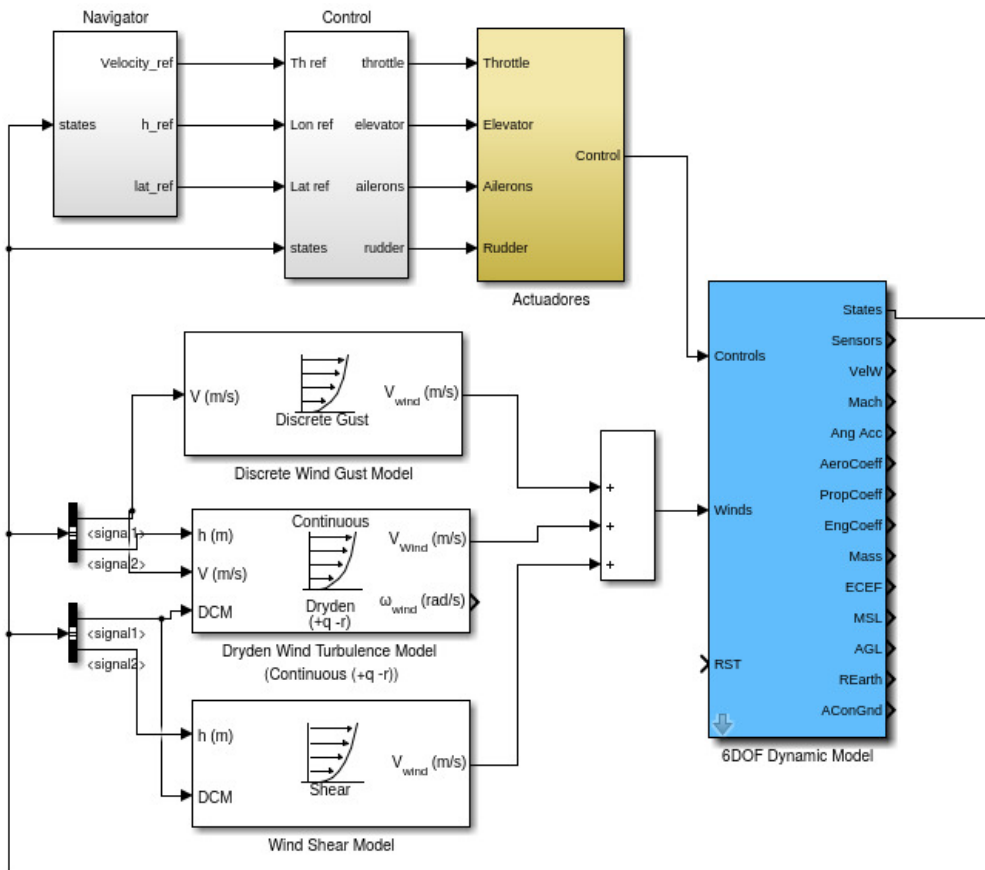 Navigator
Control
Velocity_ref
Th ref
throttle
Throttle
states
h_ref
Lon ref
elevator
Elevator
Control
lat_ref
Lat ref
ailerons
Ailerons
states
rudder
Rudder
Actuadores
States
Sensors
Controls
VelW
Mach
Ang Acc
AeroCoeff
PropCoeff
Winds
EngCoeff
Mass
ECEF
MSL
AGL
RST
REarth
AConGnd
6DOF Dynamic Model
V (m/s)
Vwind (m/s)
Discrete Gust
Discrete Wind Gust Model
<signal1>
<signal2>
h (m)
Continuous
VWind (m/s)
V (m/s)
DCM
Dryden
(+q -r)
ωwind (rad/s)
Dryden Wind Turbulence Model
(Continuous (+q -r))
<signal1>
<signal2>
h (m)
Vwind (m/s)
DCM
Shear
Wind Shear Model
+
+
+